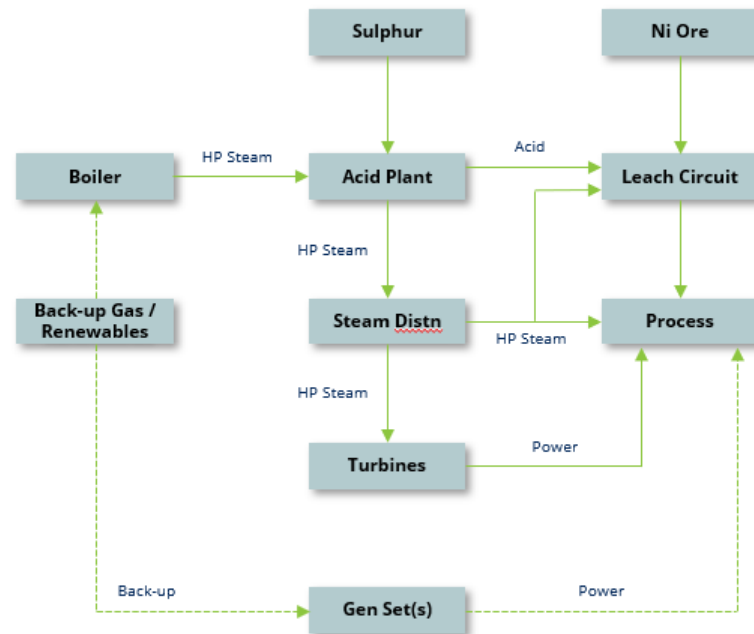 Sulphur
Ni Ore
HP Steam
Acid
Boiler
Acid Plant
Leach Circuit
HP Steam
Back-up Gas /
Renewables
Steam Distn
Process
HP Steam
HP Steam
Turbines
Power
Back-up
Power
Gen Set(s)